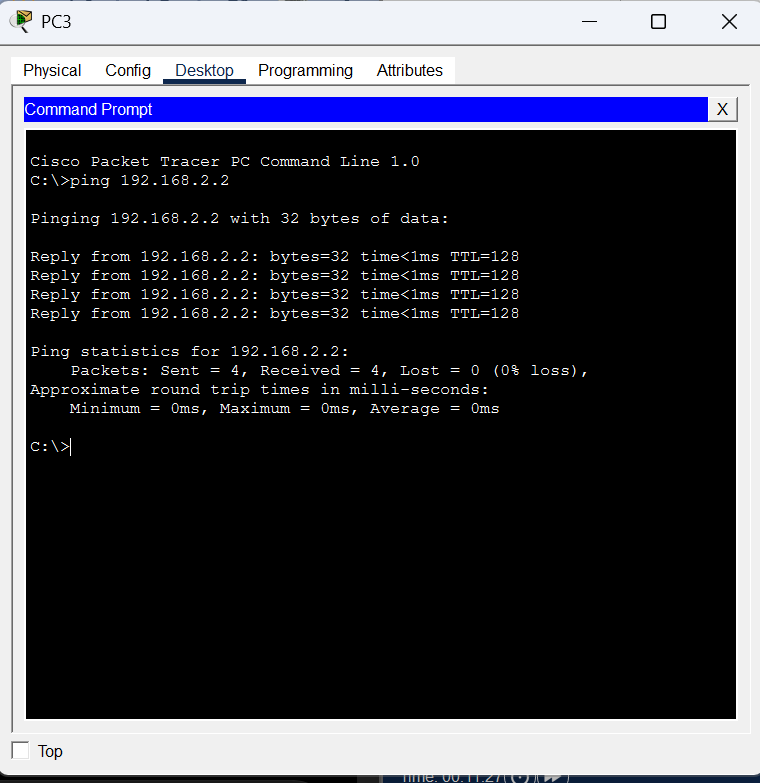 PC3
Physical Config Desktop Programming Attributes
Command Prompt X
Cisco Packet Tracer PC Command Line 1.0
C:\>ping 192.168.2.2
Pinging 192.168.2.2 with 32 bytes of data:
Reply from 192.168.2.2: bytes=32 time<1ms TTL=128
Reply from 192.168.2.2: bytes=32 time<1ms TTL=128
Reply from 192.168.2.2: bytes=32 time<1ms TTL=128
Reply from 192.168.2.2: bytes=32 time<1ms TTL=128
Ping statistics for 192.168.2.2:
Packets: Sent = 4, Received = 4, Lost = 0 (0% loss),
Approximate round trip times in milli-seconds:
Minimum = 0ms, Maximum = 0ms, Average = 0ms
C:\>
Top
Time: 00:11:27